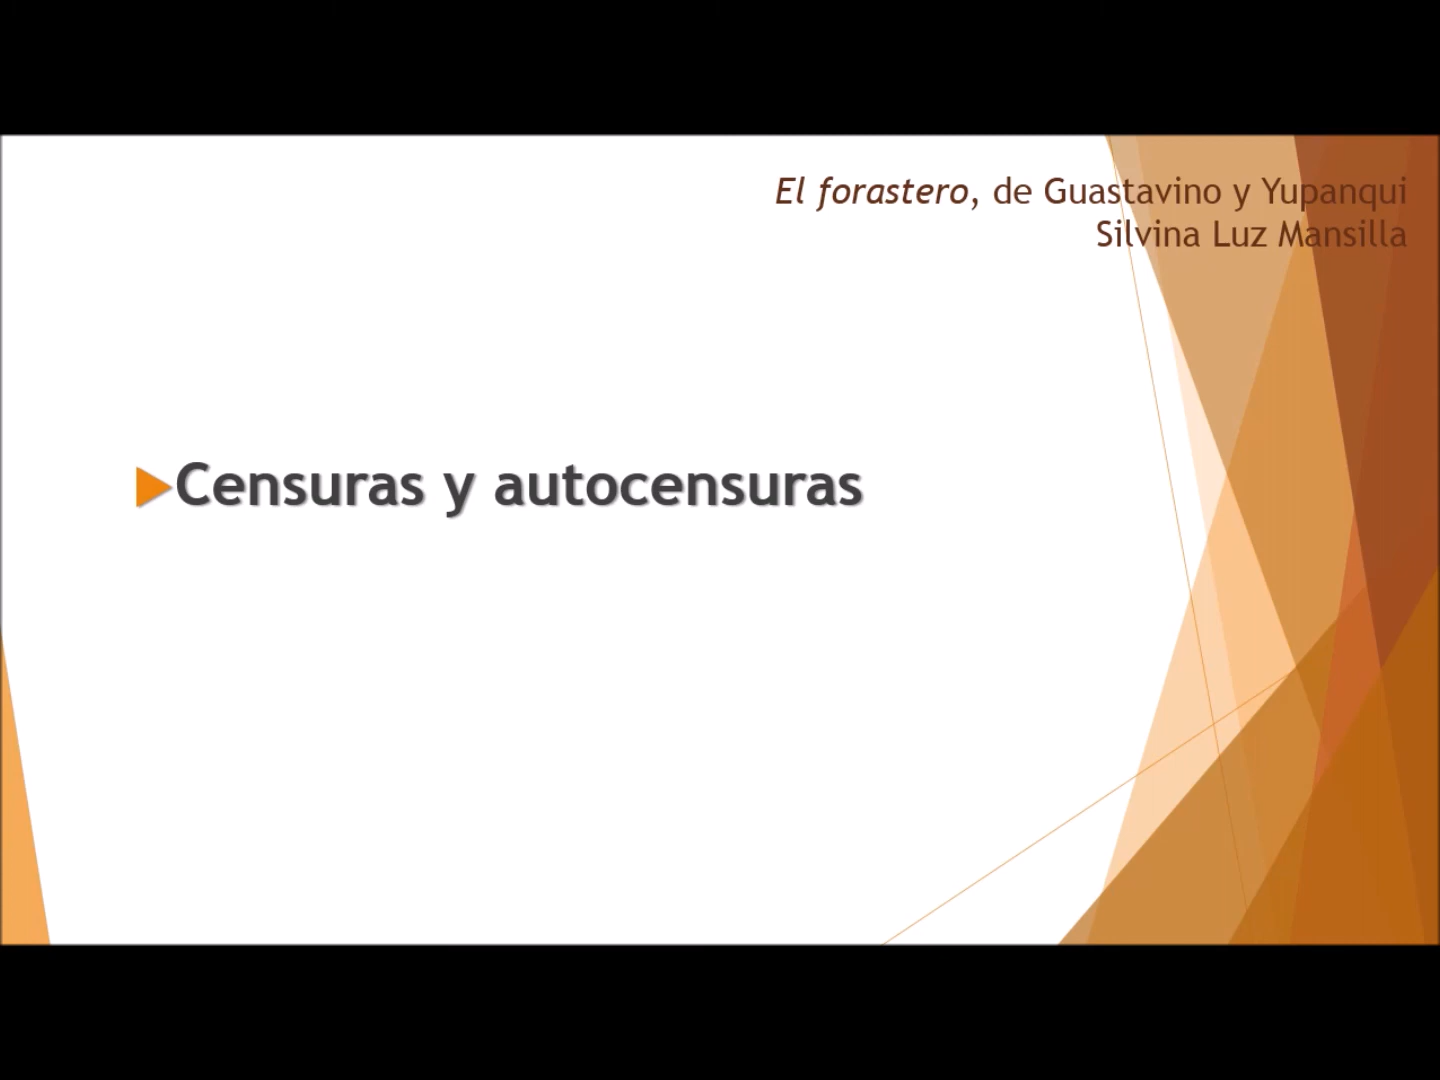 El forastero, de Guastavino y Yupanqui
Silvina Luz Mansilla
Censuras y autocensuras